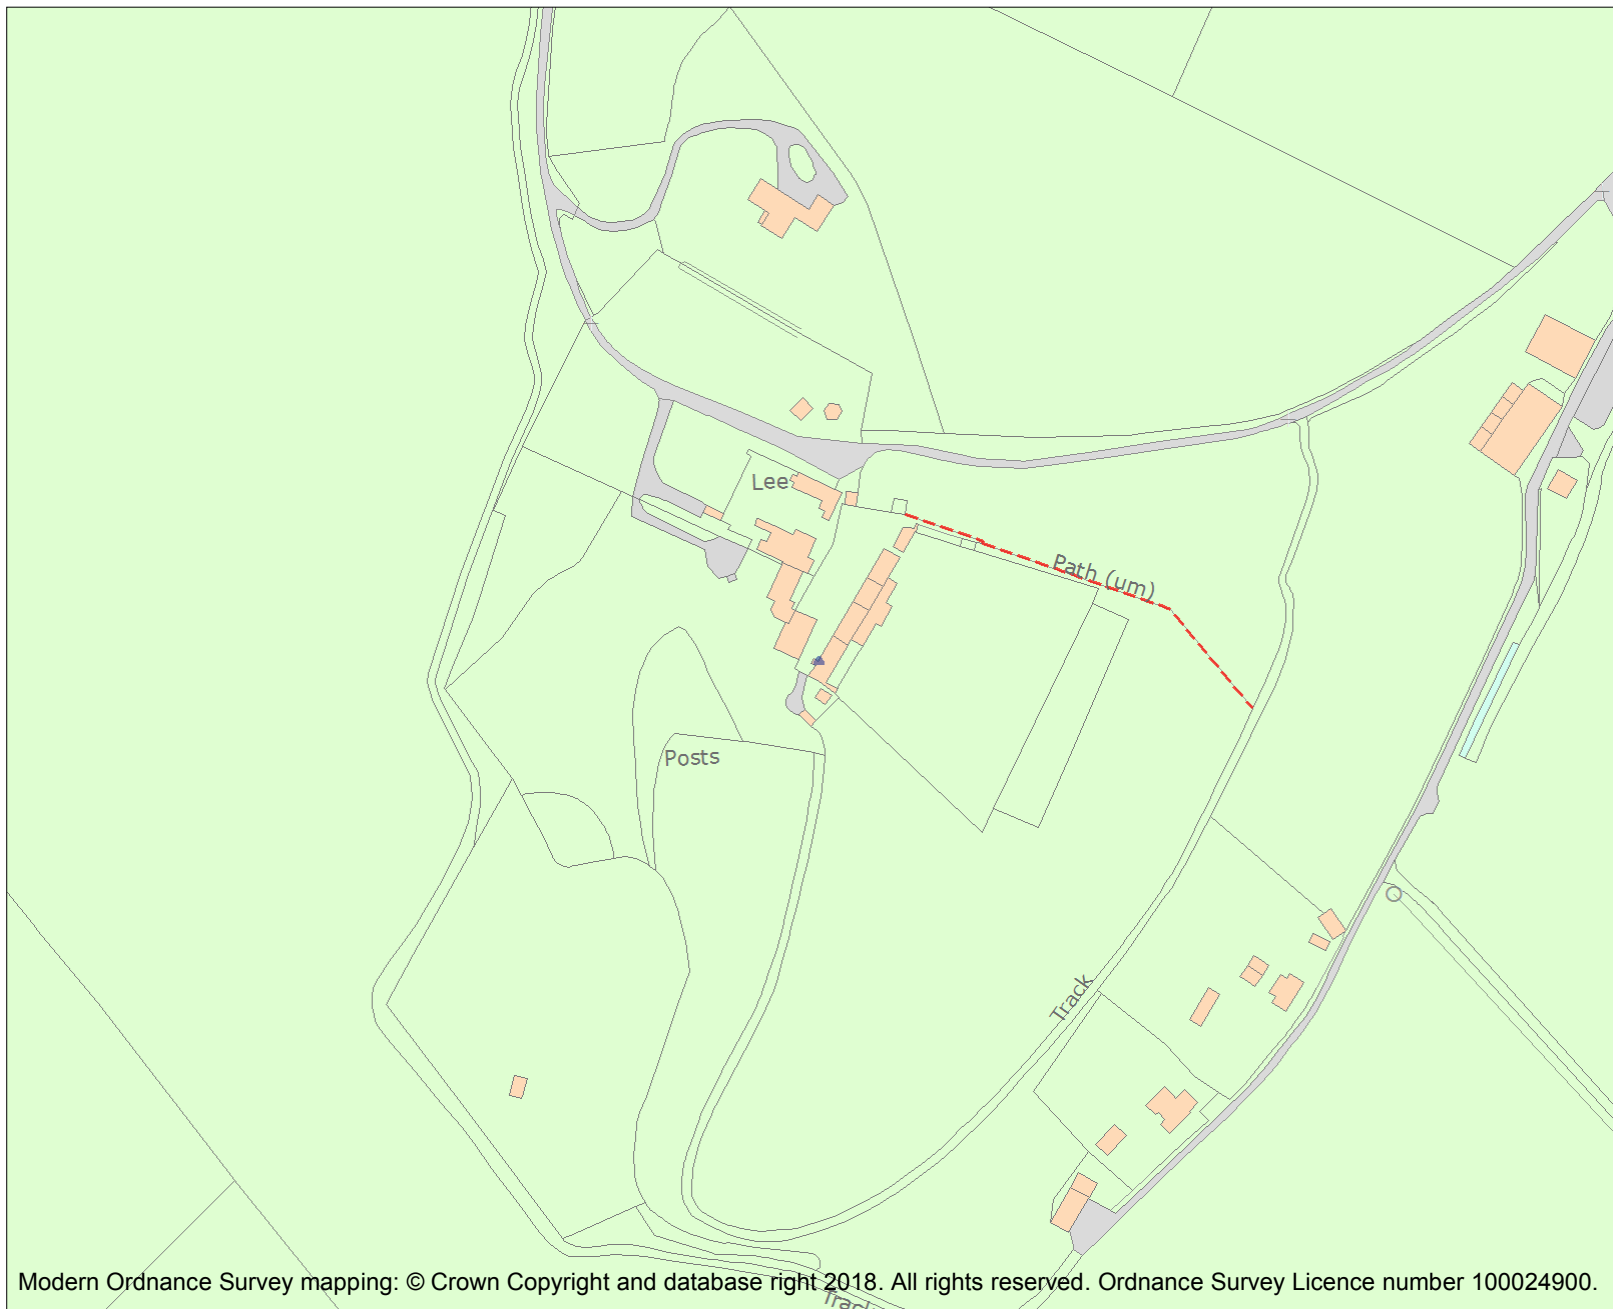 Lee
Path (um)
Posts
Track
Modern Ordnance Survey mapping: © Crown Copyright and database right 2018. All rights reserved. Ordnance Survey Licence number 100024900.
Track